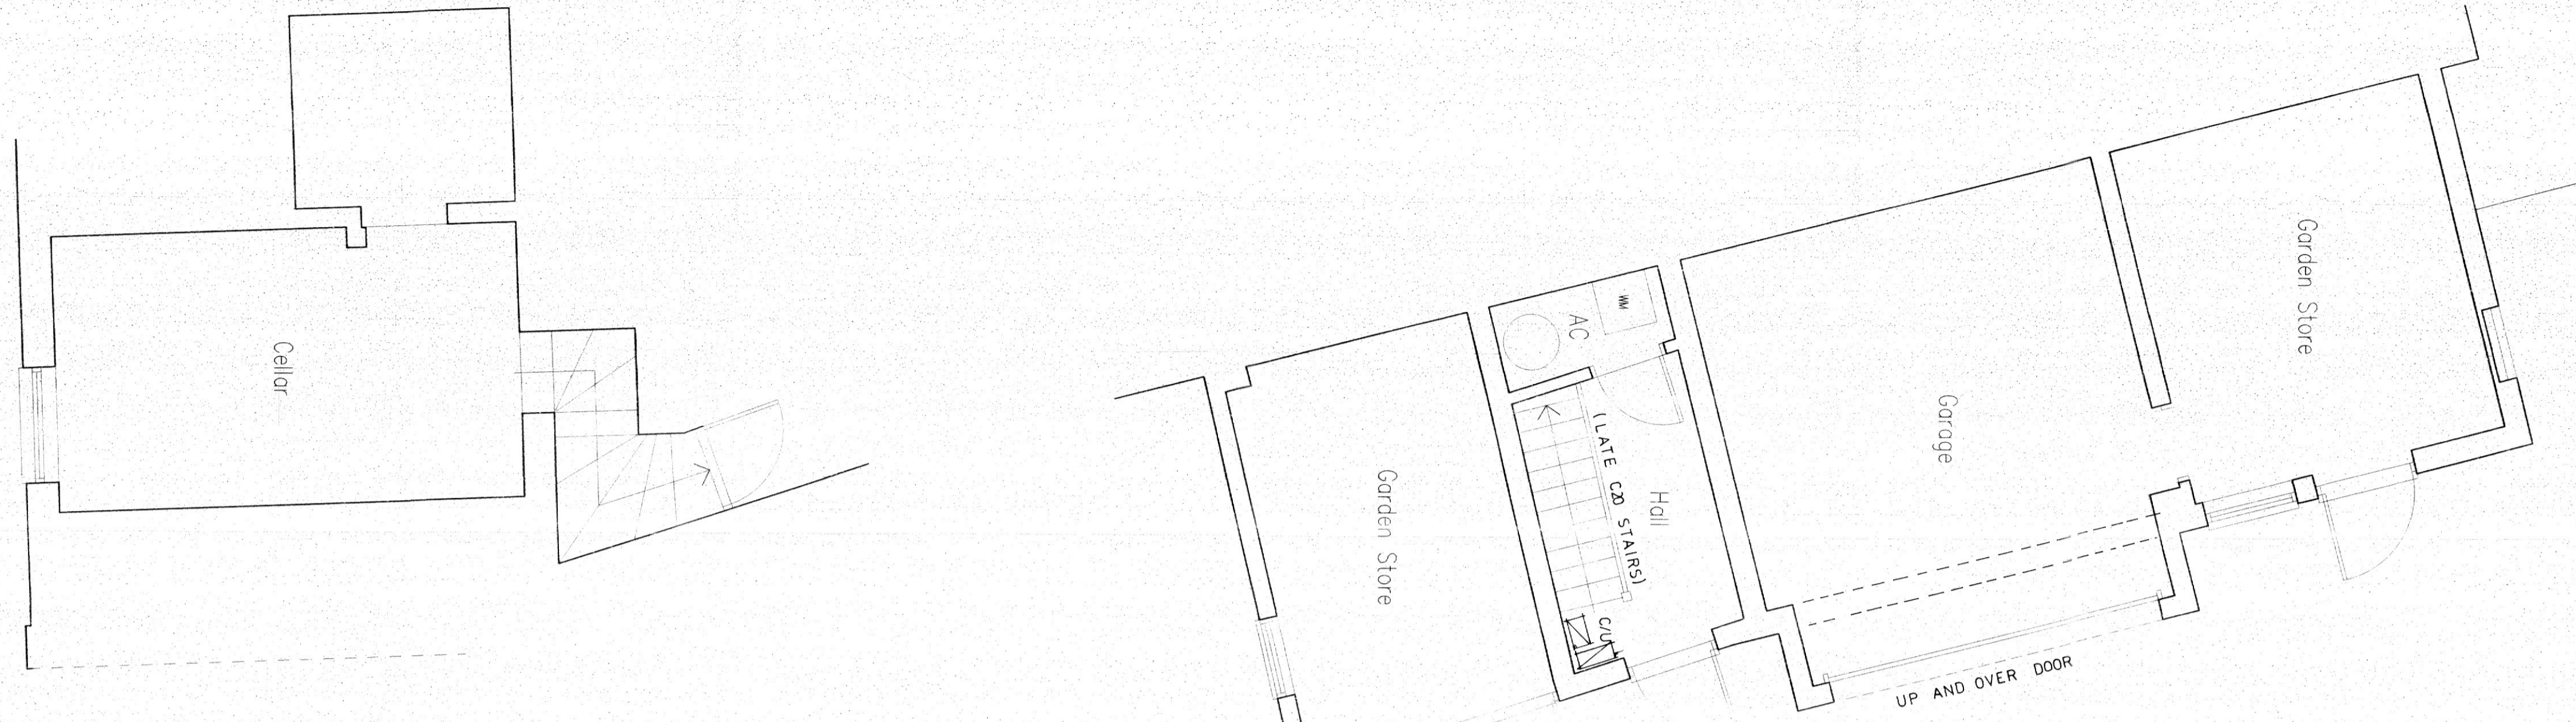 Cellar
Garden Store
AC
WM
(LATE C20 STAIRS)
Hall
C/U
Garage
Garden Store
UP AND OVER DOOR